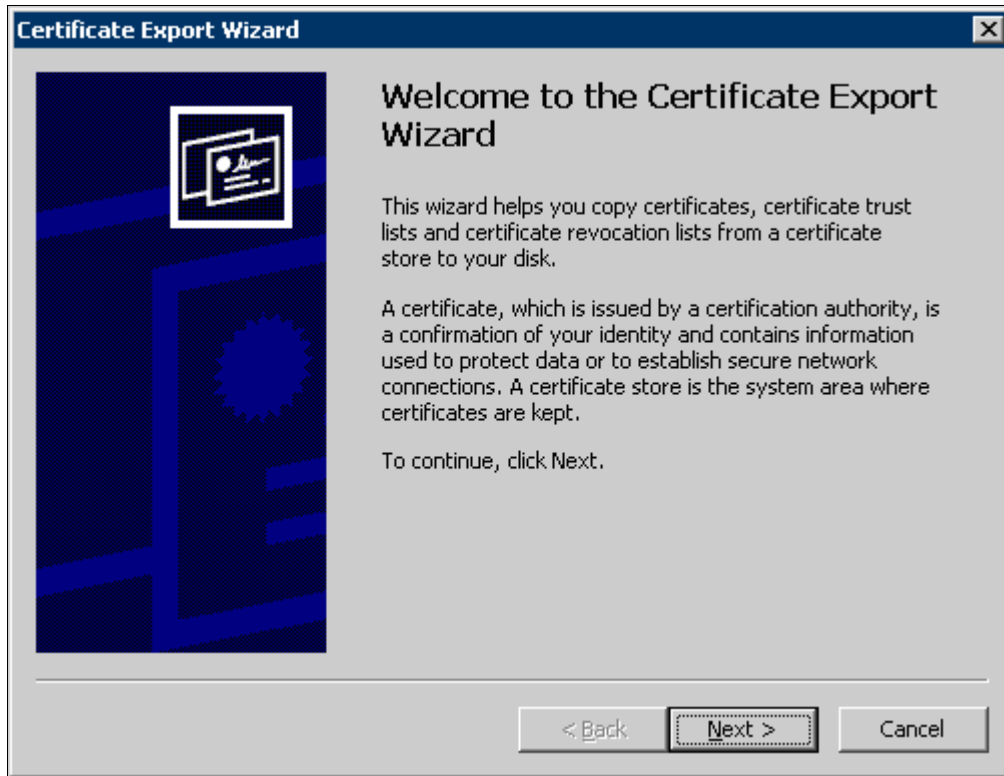 Certificate Export Wizard
Welcome to the Certificate Export
Wizard
This wizard helps you copy certificates, certificate trust
lists and certificate revocation lists from a certificate
store to your disk.
A certificate, which is issued by a certification authority, is
a confirmation of your identity and contains information
used to protect data or to establish secure network
connections. A certificate store is the system area where
certificates are kept.
To continue, click Next.
< Back Next > Cancel